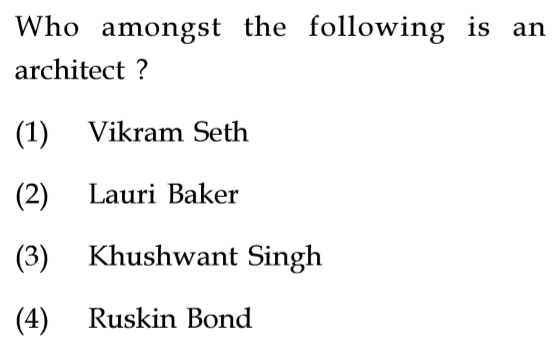 Who amongst the following is an
architect ?
(1) Vikram Seth
(2) Lauri Baker
(3) Khushwant Singh
(4) Ruskin Bond